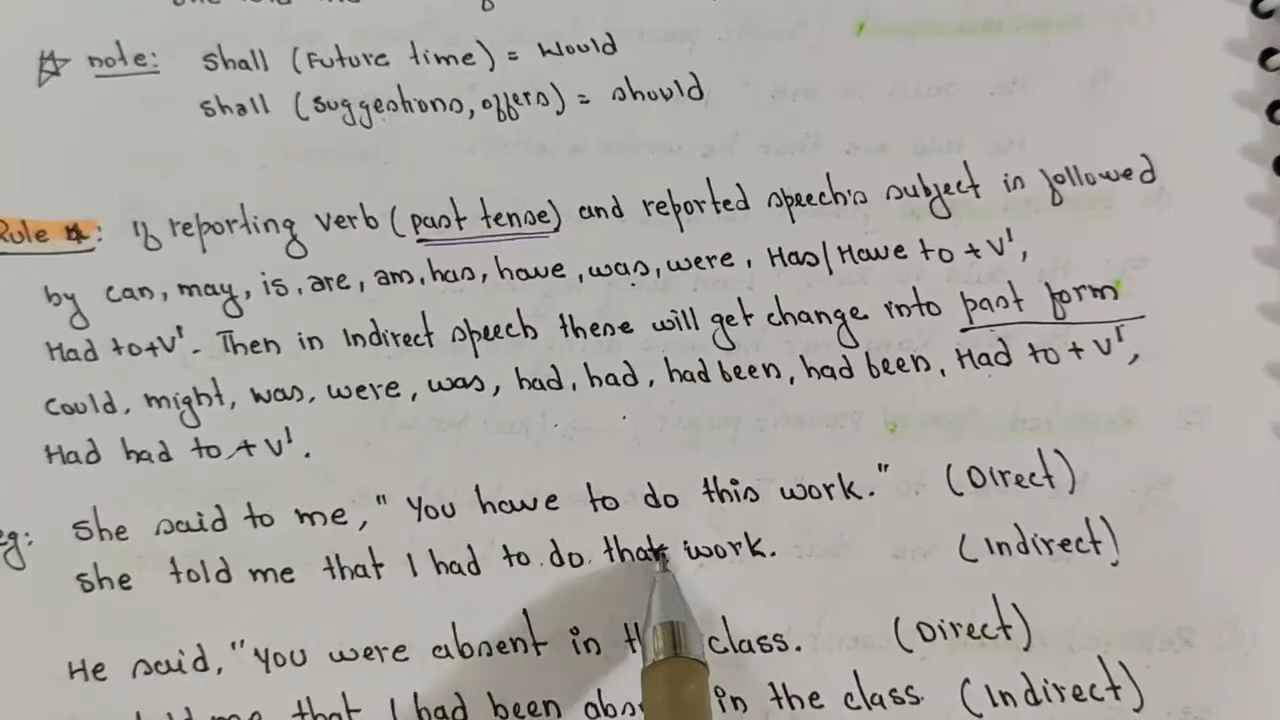 ☆ note: Shall (Future time) = Would
Shall (Suggestions, offers) = should
Rule 4: If reporting verb (past tense) and reported speech's subject is followed
by can, may, is, are, am, has, have, was, were, Has/Have to + V¹,
Had to+V¹. Then in Indirect speech these will get change into past form
Could, might, was, were, was, had, had, had been, had been, Had to + V¹,
Had had to + V¹.
eg: She said to me, "You have to do this work." (Direct)
She told me that I had to do that work. (Indirect)
He said, "You were absent in the class. (Direct)
told me that I had been in the class. (Indirect)